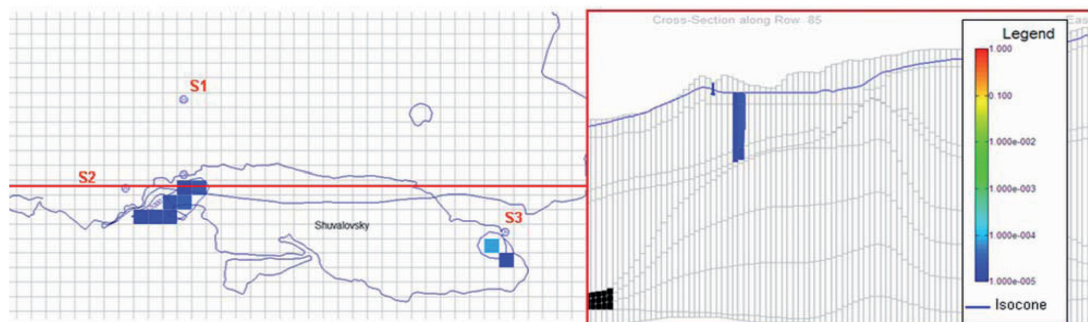 S1
S2
S3
Shuvalovsky
Cross-Section along Row 85
Eas
Legend
1.000
0.100
1.000e-002
1.000e-003
1.000e-004
1.000e-005
Isocone